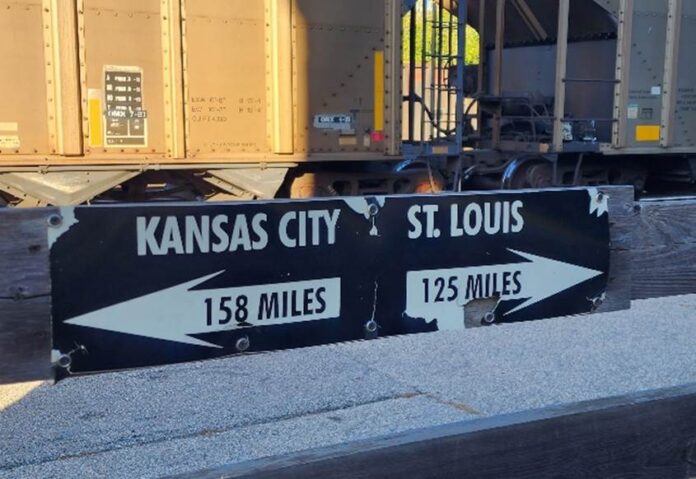 KANSAS CITY
158 MILES
ST. LOUIS
125 MILES